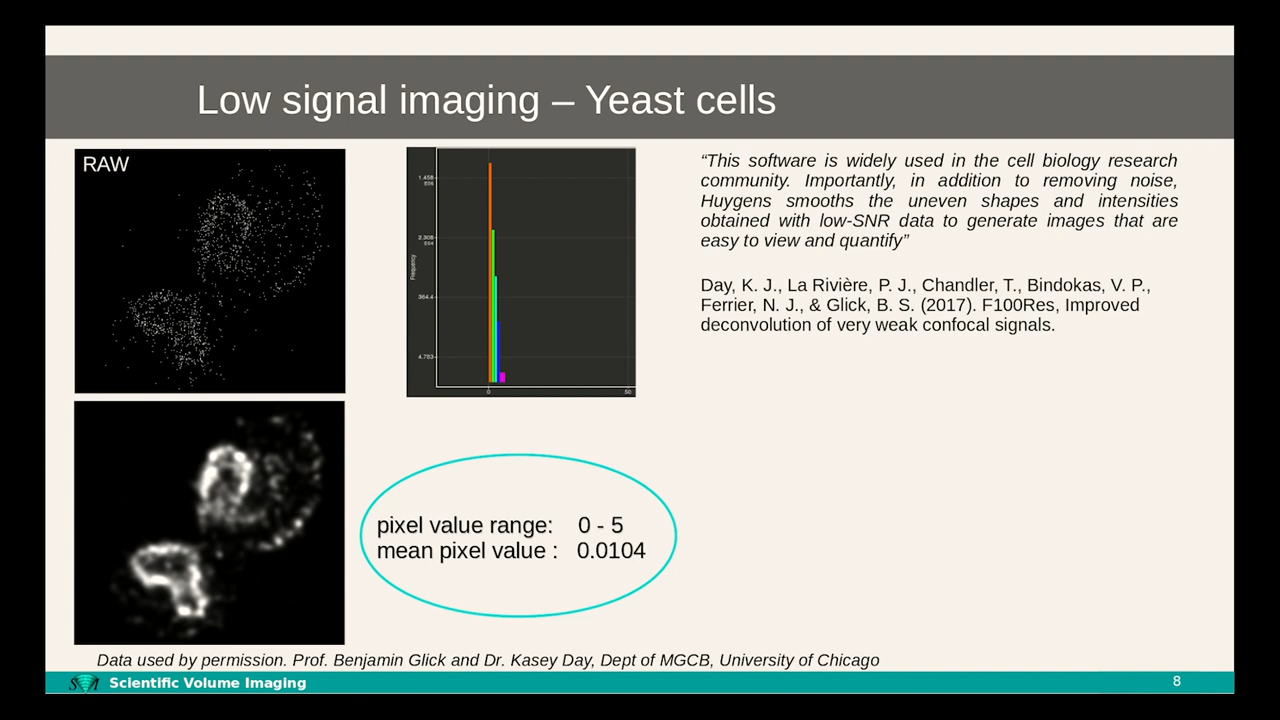 Low signal imaging – Yeast cells
RAW
1.458
E06
2.308
E04
Frequency
364.4
4.763
0
50
“This software is widely used in the cell biology research
community. Importantly, in addition to removing noise,
Huygens smooths the uneven shapes and intensities
obtained with low-SNR data to generate images that are
easy to view and quantify”
Day, K. J., La Rivière, P. J., Chandler, T., Bindokas, V. P.,
Ferrier, N. J., & Glick, B. S. (2017). F100Res, Improved
deconvolution of very weak confocal signals.
pixel value range: 0 - 5
mean pixel value : 0.0104
Data used by permission. Prof. Benjamin Glick and Dr. Kasey Day, Dept of MGCB, University of Chicago
SVI Scientific Volume Imaging
8